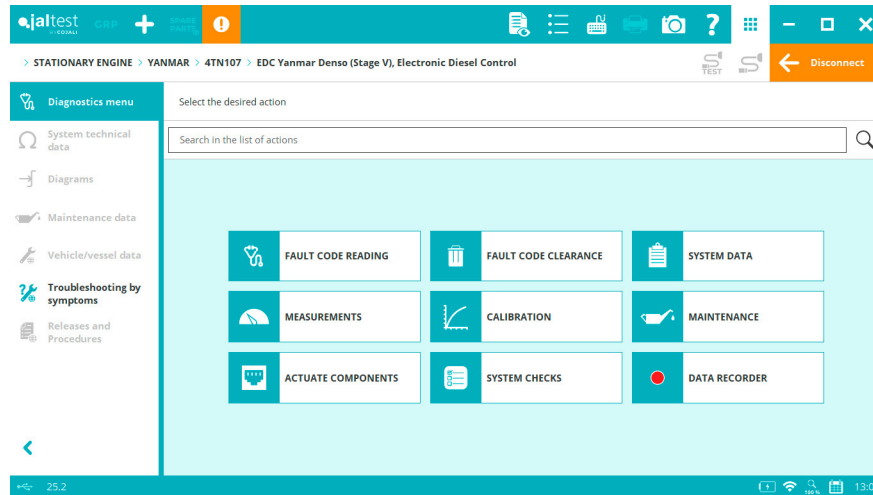 jaltest GRP SPARE PARTS
BY COJALI
> STATIONARY ENGINE > YANMAR > 4TN107 > EDC Yanmar Denso (Stage V), Electronic Diesel Control
TEST
Disconnect
Diagnostics menu
Select the desired action
System technical
data
Search in the list of actions
Diagrams
Maintenance data
Vehicle/vessel data
Troubleshooting by
symptoms
Releases and
Procedures
FAULT CODE READING
FAULT CODE CLEARANCE
SYSTEM DATA
MEASUREMENTS
CALIBRATION
MAINTENANCE
ACTUATE COMPONENTS
SYSTEM CHECKS
DATA RECORDER
25.2
100 %
13:0